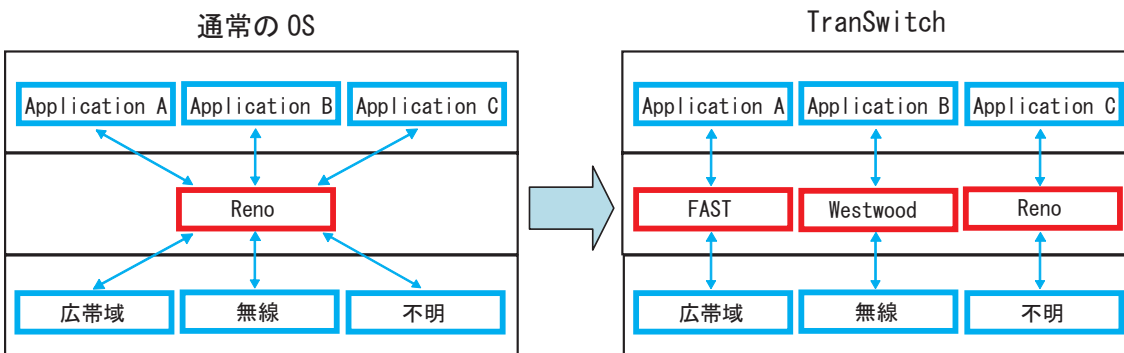 通常の OS
Application A Application B Application C
Reno
広帯域 無線 不明
TranSwitch
Application A Application B Application C
FAST Westwood Reno
広帯域 無線 不明